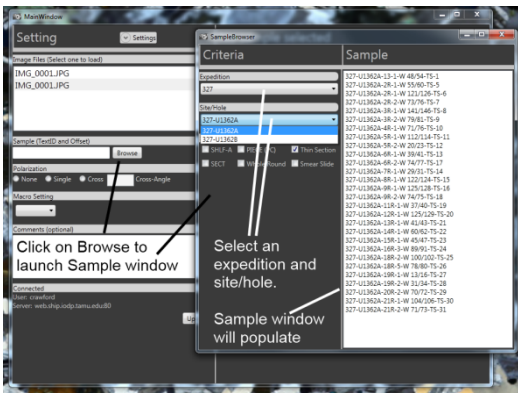 MainWindow
Setting
Settings
Image Files (Select one to load)
IMG_0001.JPG
IMG_0001.JPG
Sample (TextID and Offset)
Browse
Polarization
None Single Cross Cross-Angle
Macro Setting
Comments (optional)
Click on Browse to
launch Sample window
Connected
User: crawford
Server: web.ship.iodp.tamu.edu:80
SampleBrowser
Criteria
Expedition
327
Site/Hole
327-U1362A
327-U1362A
327-U1362B
SHLF-A Thin Section
SECT Whole Round Smear Slide
Select an
expedition and
site/hole.
Sample window
will populate
Sample
327-U1362A-13-1-W 48/54-TS-1
327-U1362A-2R-1-W 55/60-TS-5
327-U1362A-2R-1-W 121/126-TS-6
327-U1362A-2R-2-W 73/76-TS-7
327-U1362A-3R-1-W 141/146-TS-8
327-U1362A-3R-2-W 79/81-TS-9
327-U1362A-4R-1-W 71/76-TS-10
327-U1362A-5R-1-W 112/114-TS-11
327-U1362A-5R-2-W 20/23-TS-12
327-U1362A-6R-1-W 39/41-TS-13
327-U1362A-6R-2-W 74/77-TS-17
327-U1362A-7R-1-W 29/31-TS-14
327-U1362A-8R-1-W 122/124-TS-15
327-U1362A-9R-1-W 125/128-TS-16
327-U1362A-9R-2-W 74/75-TS-18
327-U1362A-11R-1-W 37/40-TS-19
327-U1362A-12R-1-W 125/129-TS-20
327-U1362A-13R-1-W 41/43-TS-21
327-U1362A-14R-1-W 60/62-TS-22
327-U1362A-15R-1-W 45/47-TS-23
327-U1362A-16R-3-W 89/91-TS-24
327-U1362A-18R-2-W 100/102-TS-25
327-U1362A-18R-5-W 78/80-TS-26
327-U1362A-19R-1-W 13/16-TS-27
327-U1362A-19R-2-W 31/34-TS-28
327-U1362A-20R-2-W 70/72-TS-29
327-U1362A-21R-1-W 104/106-TS-30
327-U1362A-21R-2-W 71/73-TS-31